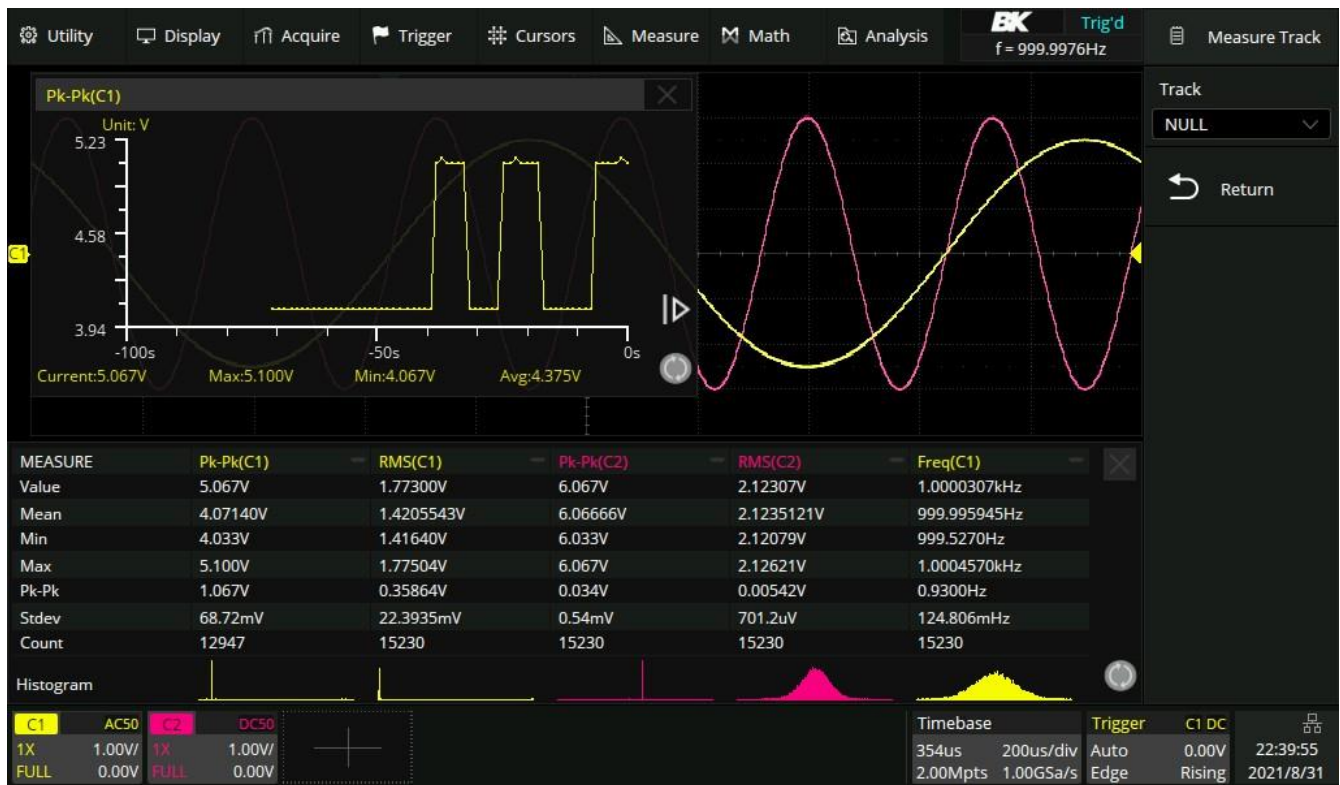 Utility Display Acquire Trigger Cursors Measure Math Analysis BK Trig'd Measure Track
f = 999.9976Hz
Pk-Pk(C1)
Unit: V
5.23
4.58
3.94
-100s -50s 0s
Current:5.067V Max:5.100V Min:4.067V Avg:4.375V
C1
Track
NULL
Return
MEASURE Pk-Pk(C1) RMS(C1) Pk-Pk(C2) RMS(C2) Freq(C1)
Value 5.067V 1.77300V 6.067V 2.12307V 1.0000307kHz
Mean 4.07140V 1.4205543V 6.06666V 2.1235121V 999.995945Hz
Min 4.033V 1.41640V 6.033V 2.12079V 999.5270Hz
Max 5.100V 1.77504V 6.067V 2.12621V 1.0004570kHz
Pk-Pk 1.067V 0.35864V 0.034V 0.00542V 0.9300Hz
Stdev 68.72mV 22.3935mV 0.54mV 701.2uV 124.806mHz
Count 12947 15230 15230 15230 15230
Histogram
C1 AC50 C2 DC50 Timebase Trigger C1 DC
1X 1.00V/ 1X 1.00V/ 354us 200us/div Auto 0.00V 22:39:55
FULL 0.00V FULL 0.00V 2.00Mpts 1.00GSa/s Edge Rising 2021/8/31